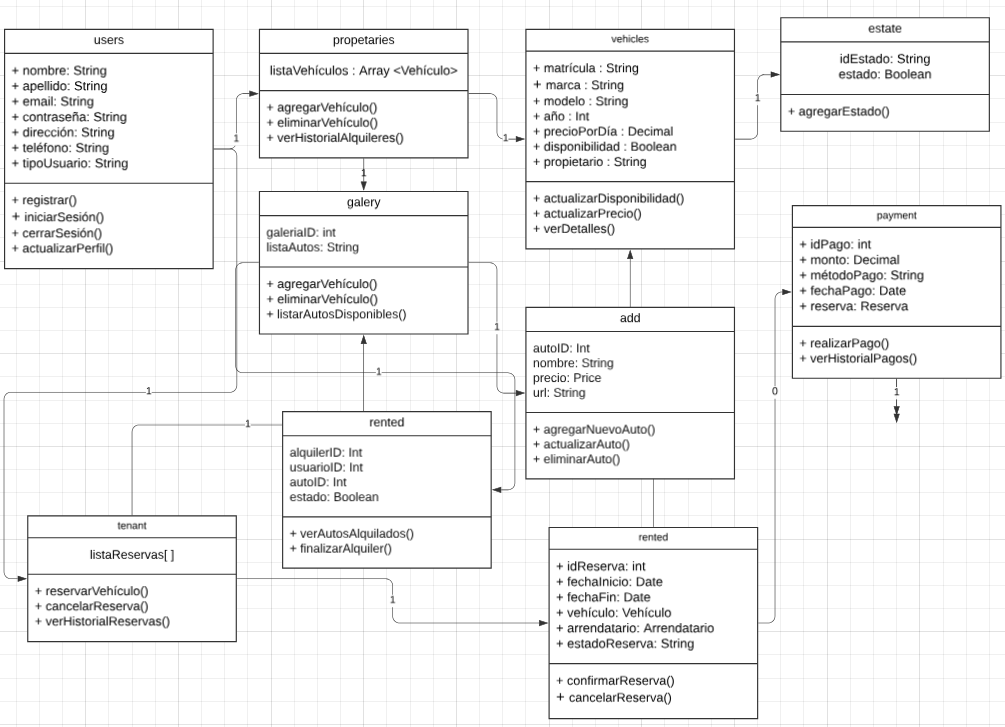 users
+ nombre: String
+ apellido: String
+ email: String
+ contraseña: String
+ dirección: String
+ teléfono: String
+ tipoUsuario: String
+ registrar()
+ iniciarSesión()
+ cerrarSesión()
+ actualizarPerfil()
1
propetaries
listaVehículos : Array <Vehículo>
+ agregarVehículo()
+ eliminarVehículo()
+ verHistorialAlquileres()
1
1
vehicles
+ matrícula : String
+ marca : String
+ modelo : String
+ año : Int
+ precioPorDía : Decimal
+ disponibilidad : Boolean
+ propietario : String
+ actualizarDisponibilidad()
+ actualizarPrecio()
+ verDetalles()
1
estate
idEstado: String
estado: Boolean
+ agregarEstado()
galery
galeriaID: int
listaAutos: String
+ agregarVehículo()
+ eliminarVehículo()
+ listarAutosDisponibles()
1
1
1
add
autoID: Int
nombre: String
precio: Price
url: String
+ agregarNuevoAuto()
+ actualizarAuto()
+ eliminarAuto()
payment
+ idPago: int
+ monto: Decimal
+ métodoPago: String
+ fechaPago: Date
+ reserva: Reserva
+ realizarPago()
+ verHistorialPagos()
0
1
rented
alquilerID: Int
usuarioID: Int
autoID: Int
estado: Boolean
+ verAutosAlquilados()
+ finalizarAlquiler()
1
tenant
listaReservas[ ]
+ reservarVehículo()
+ cancelarReserva()
+ verHistorialReservas()
1
rented
+ idReserva: int
+ fechaInicio: Date
+ fechaFin: Date
+ vehículo: Vehículo
+ arrendatario: Arrendatario
+ estadoReserva: String
+ confirmarReserva()
+ cancelarReserva()